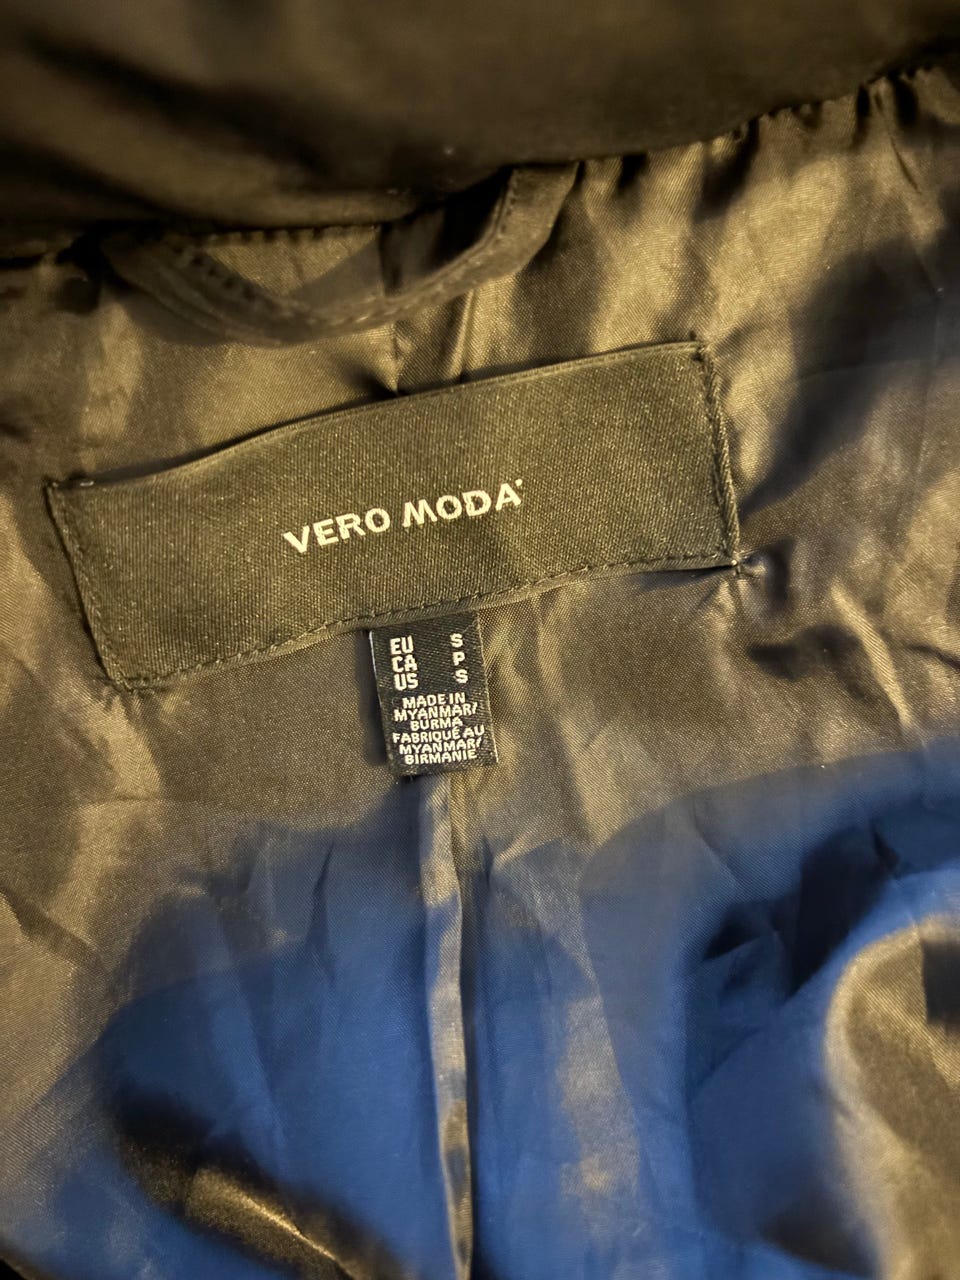 VERO MODA
EU S
CA P
US S
MADE IN
MYANMAR/
BURMA
FABRIQUÉ AU
MYANMAR/
BIRMANIE